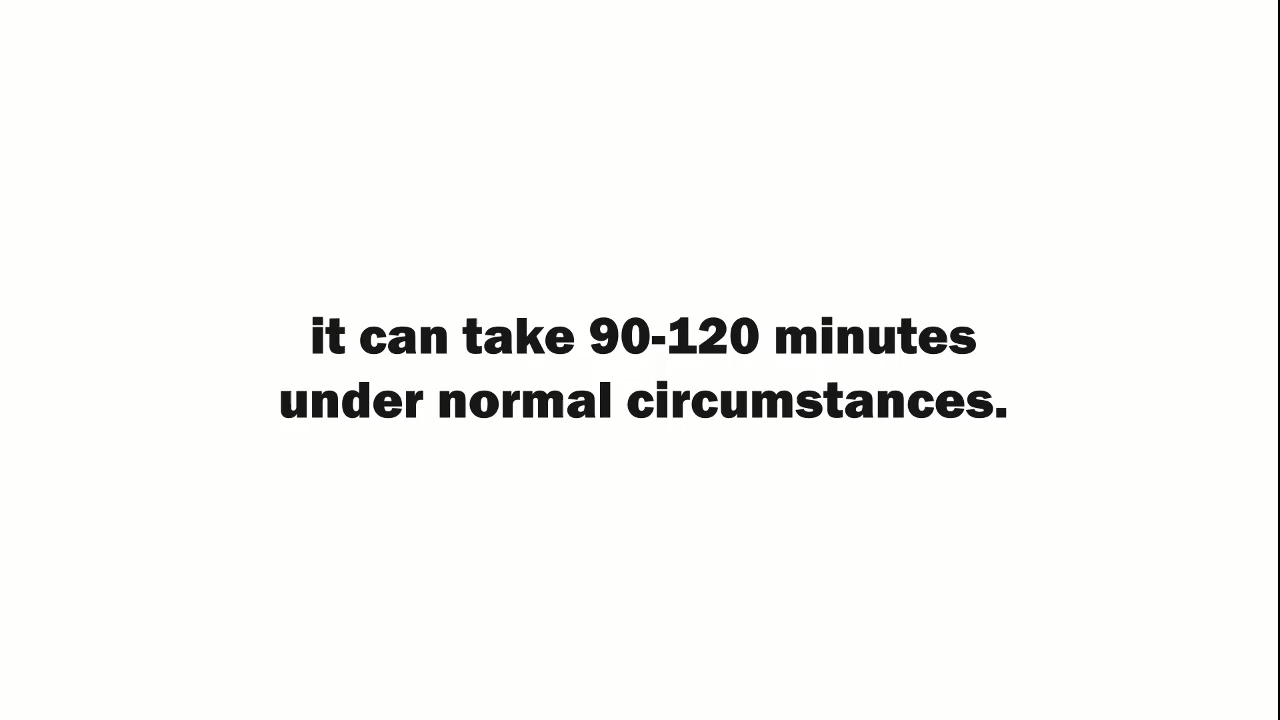 it can take 90-120 minutes
under normal circumstances.